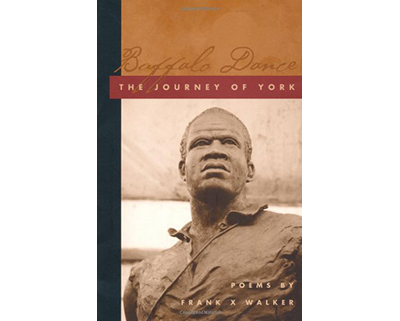 Buffalo Dance
THE JOURNEY OF YORK
POEMS BY
FRANK X WALKER